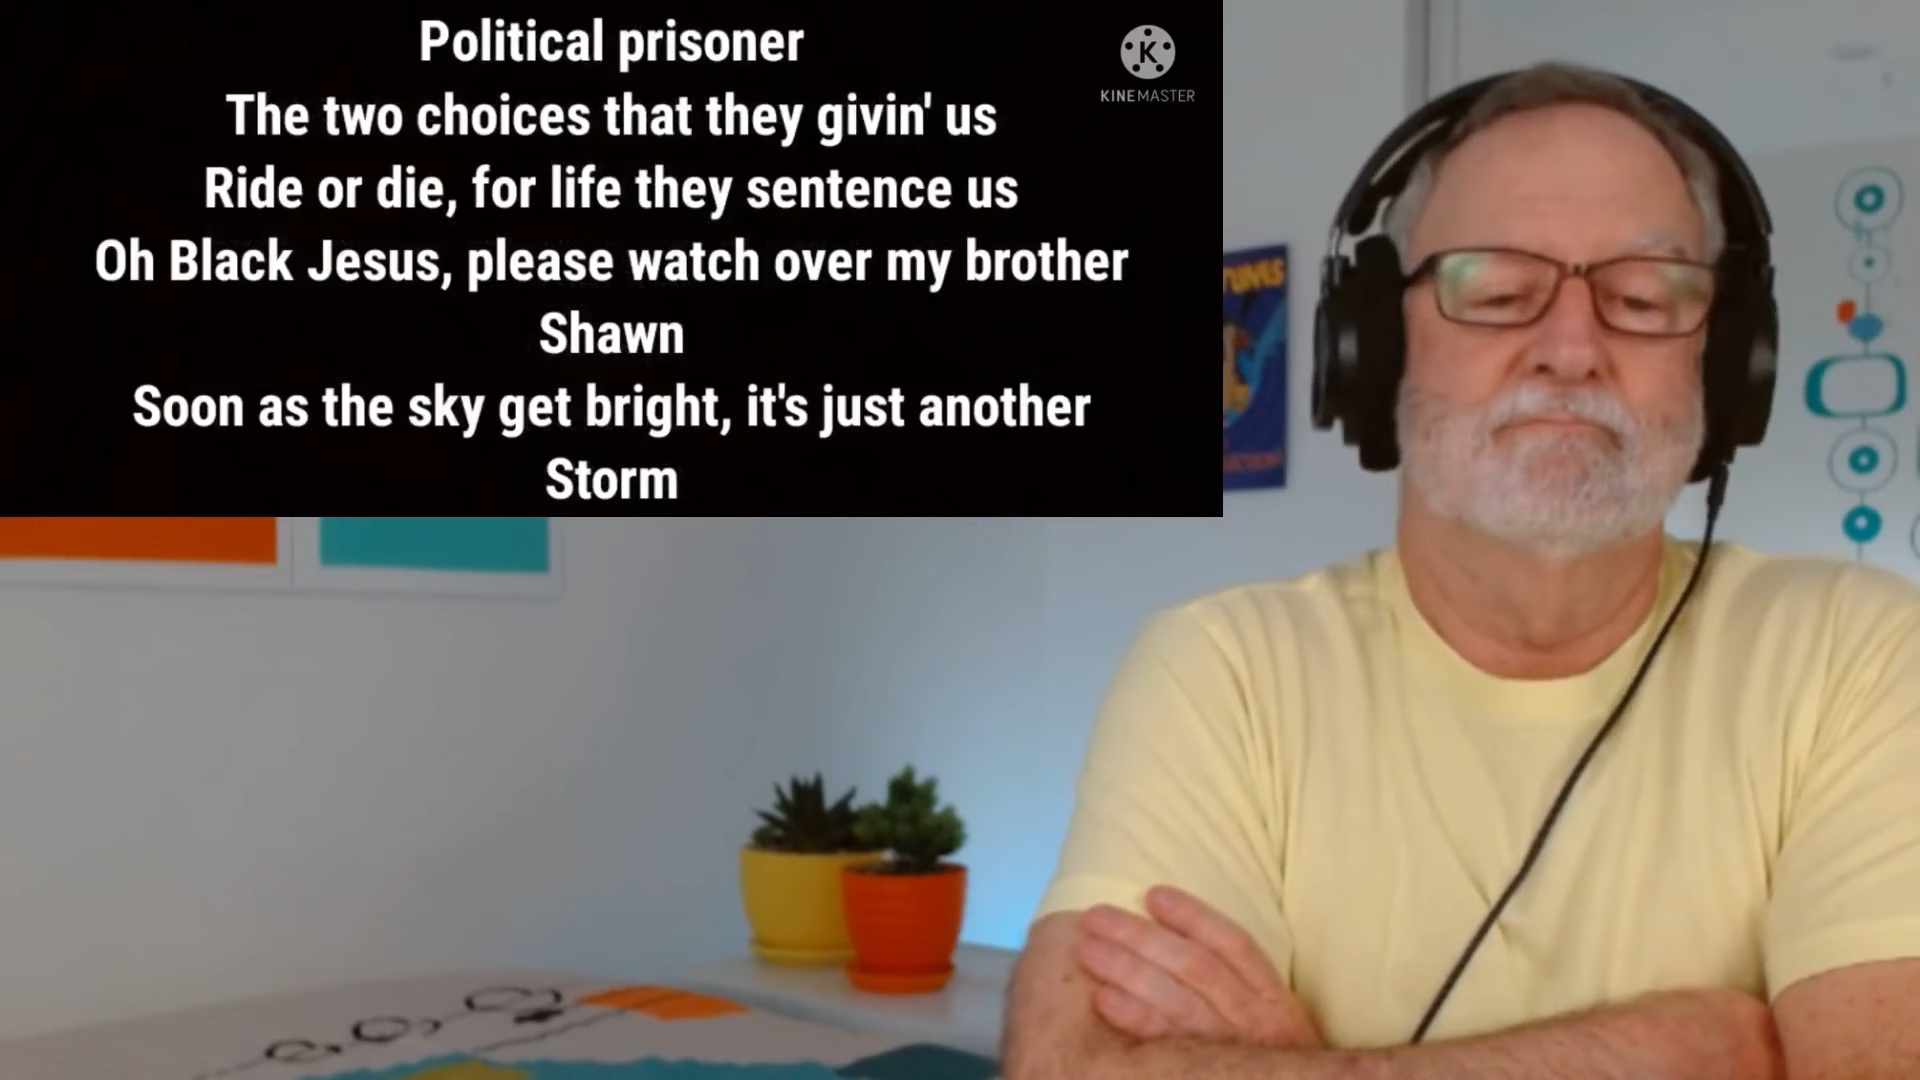 Political prisoner
The two choices that they givin' us
Ride or die, for life they sentence us
Oh Black Jesus, please watch over my brother
Shawn
Soon as the sky get bright, it's just another
Storm
K
KINEMASTER
TUNES